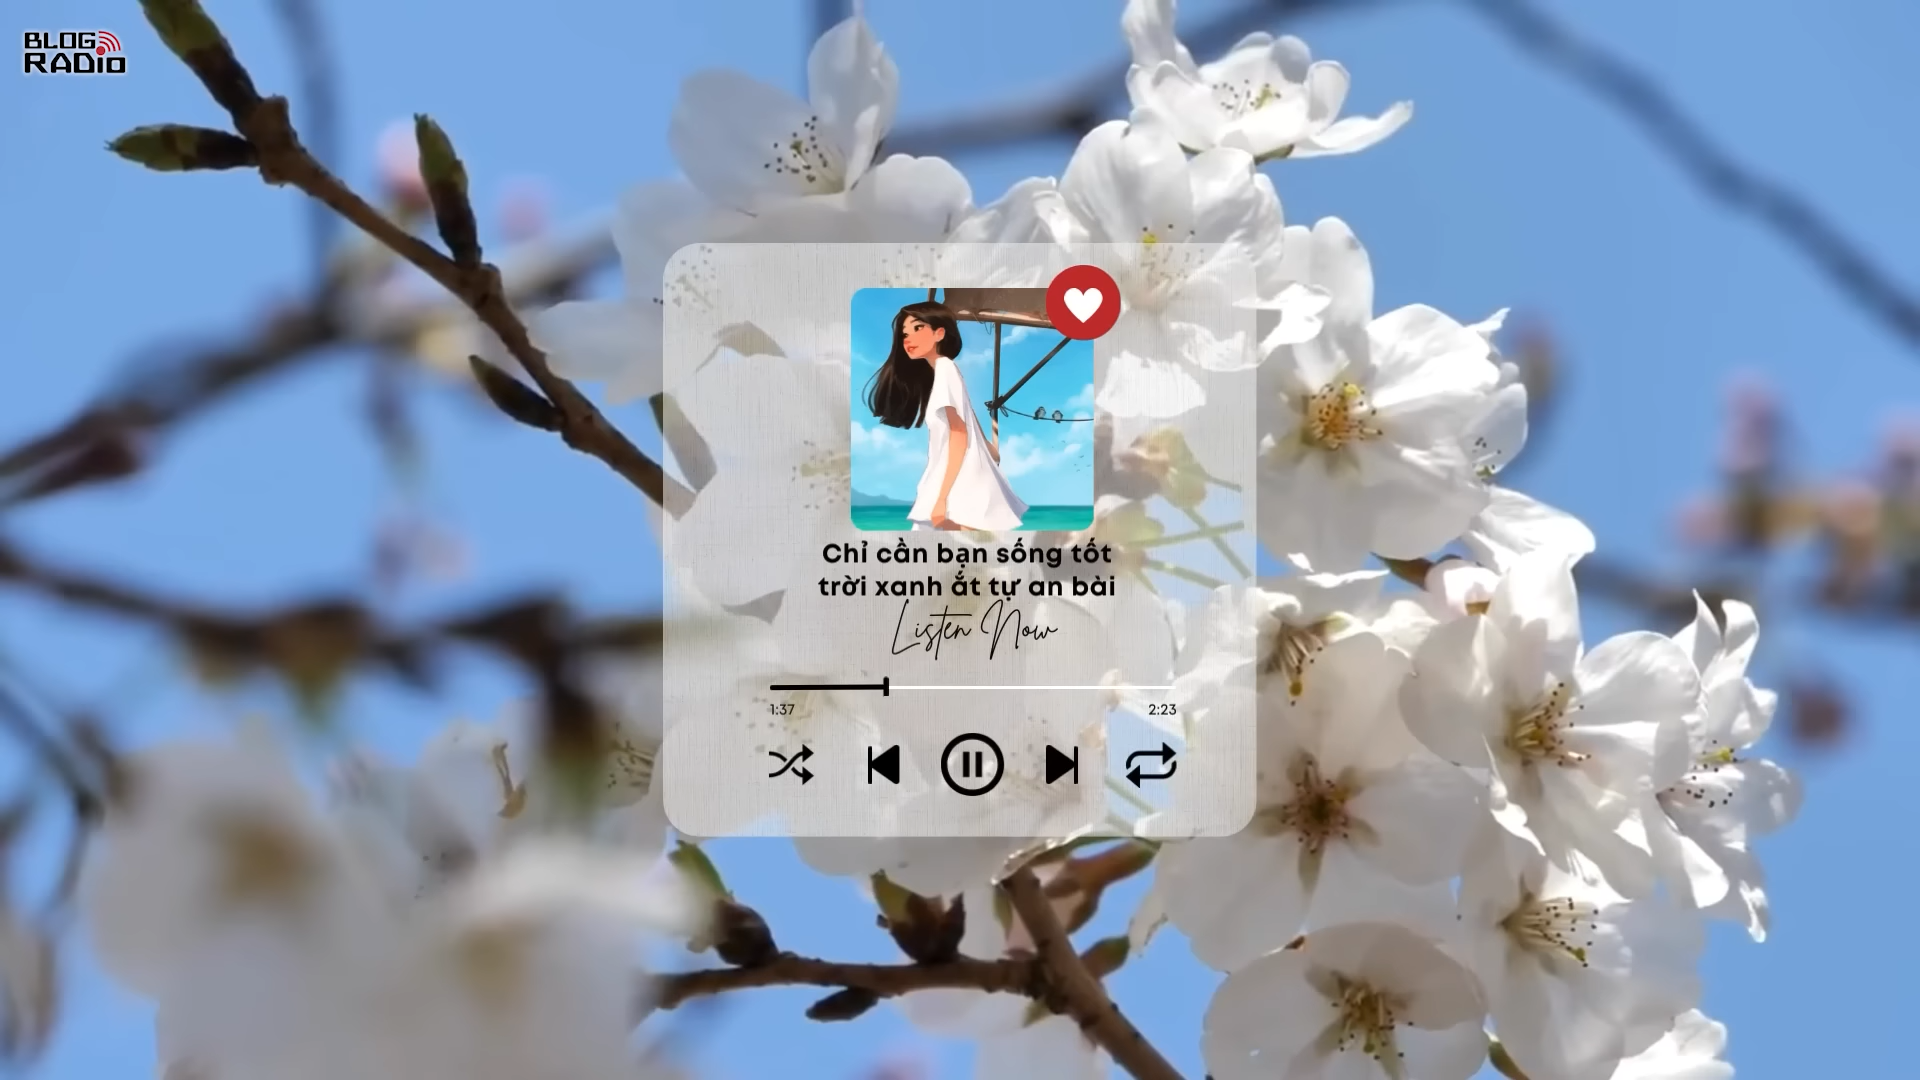 BLOG
RADIO
Chỉ cần bạn sống tốt
trời xanh ắt tự an bài
Listen Now
1:37
2:23